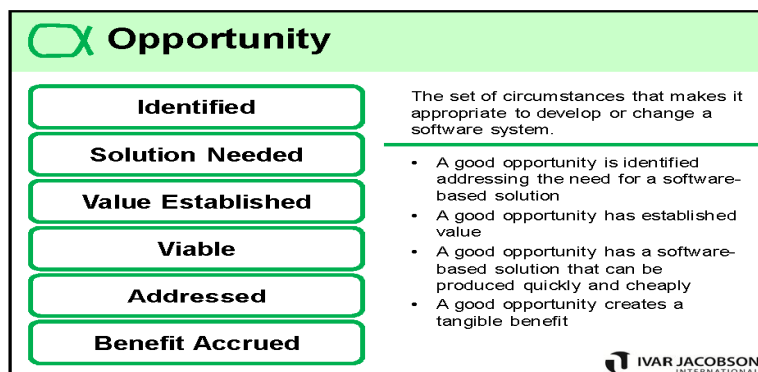 Opportunity
Identified
Solution Needed
Value Established
Viable
Addressed
Benefit Accrued
The set of circumstances that makes it
appropriate to develop or change a
software system.
• A good opportunity is identified
addressing the need for a software-
based solution
• A good opportunity has established
value
• A good opportunity has a software-
based solution that can be
produced quickly and cheaply
• A good opportunity creates a
tangible benefit
IVAR JACOBSON
INTERNATIONAL